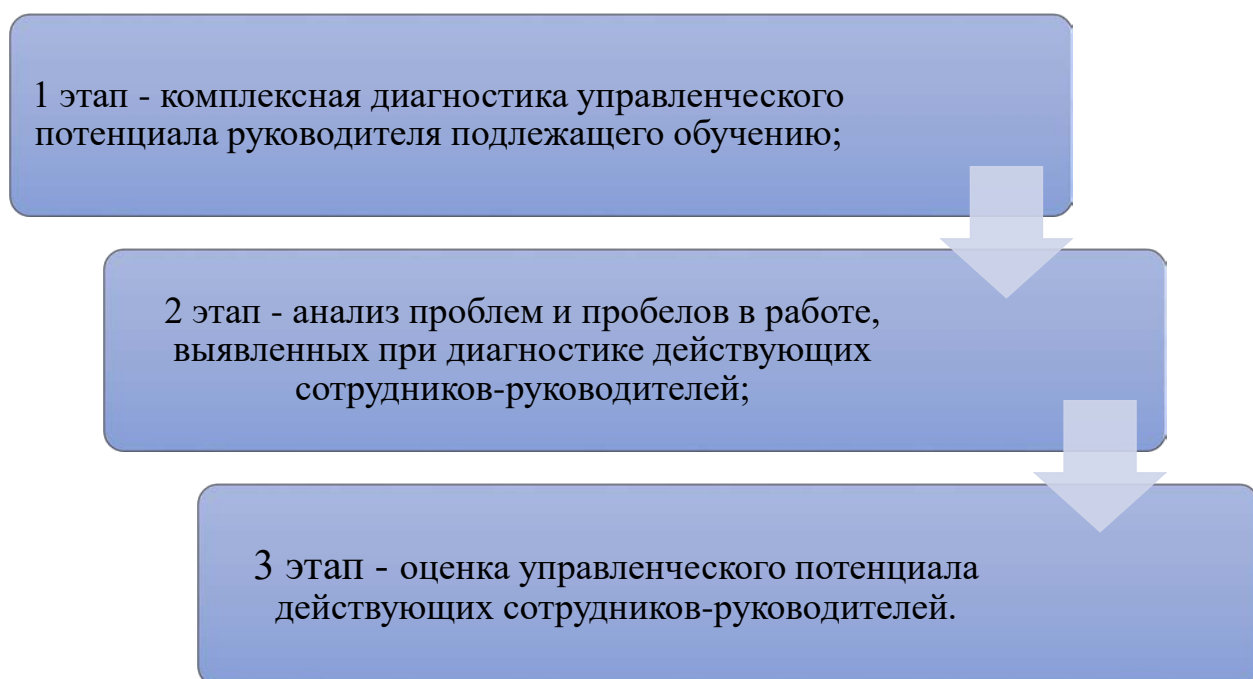 1 этап - комплексная диагностика управленческого
потенциала руководителя подлежащего обучению;
2 этап - анализ проблем и пробелов в работе,
выявленных при диагностике действующих
сотрудников-руководителей;
3 этап - оценка управленческого потенциала
действующих сотрудников-руководителей.